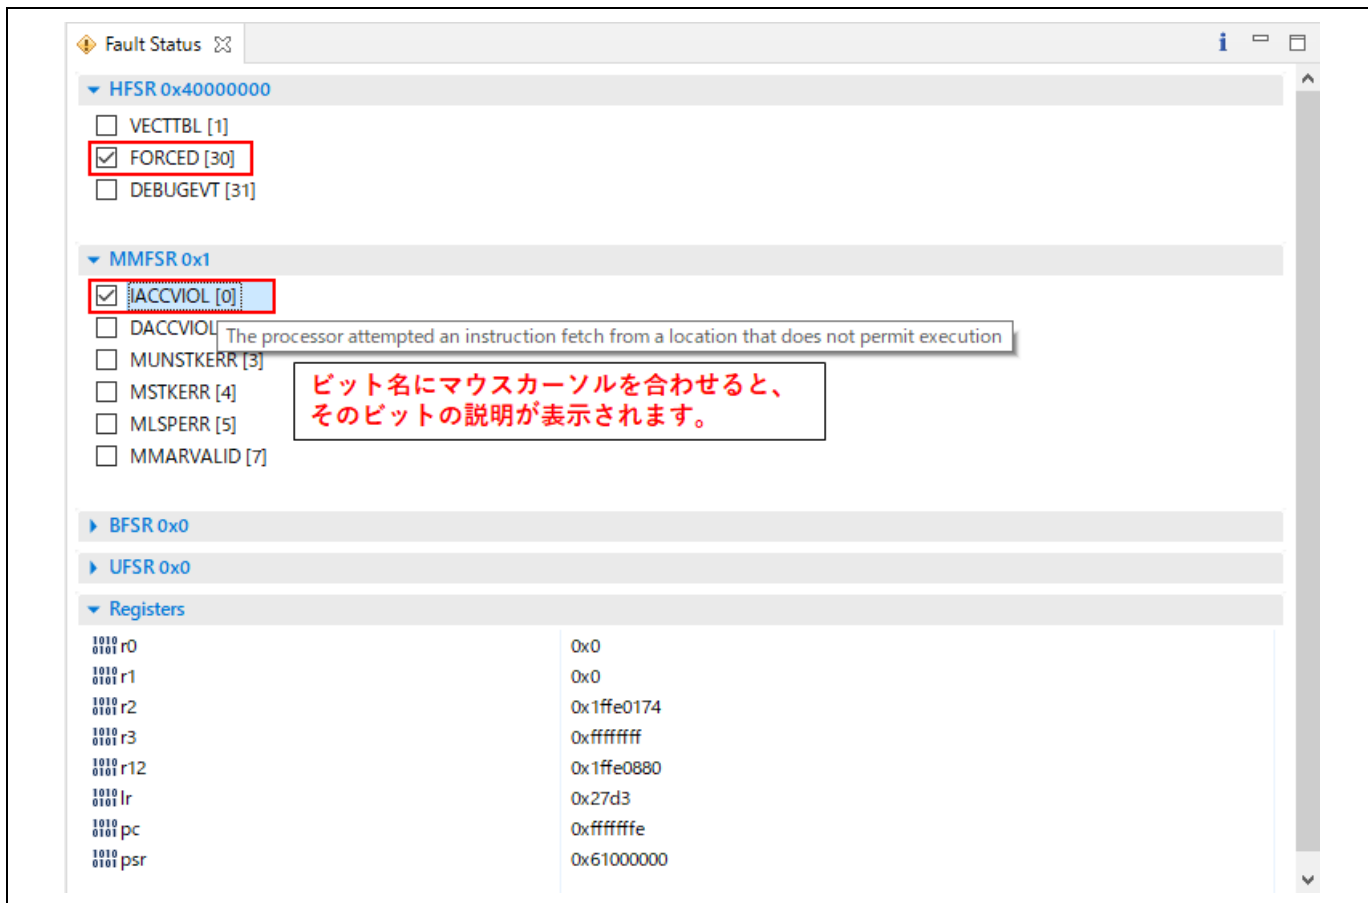 Fault Status
i
HFSR 0x40000000
VECTTBL [1]
FORCED [30]
DEBUGEVT [31]
MMFSR 0x1
IACCVIOL [0]
DACCVIOL
The processor attempted an instruction fetch from a location that does not permit execution
MUNSTKERR [3]
MSTKERR [4]
MLSPERR [5]
MMARVALID [7]
ビット名にマウスカーソルを合わせると、
そのビットの説明が表示されます。
BFSR 0x0
UFSR 0x0
Registers
r0 0x0
r1 0x0
r2 0x1ffe0174
r3 0xffffffff
r12 0x1ffe0880
lr 0x27d3
pc 0xfffffffe
psr 0x61000000